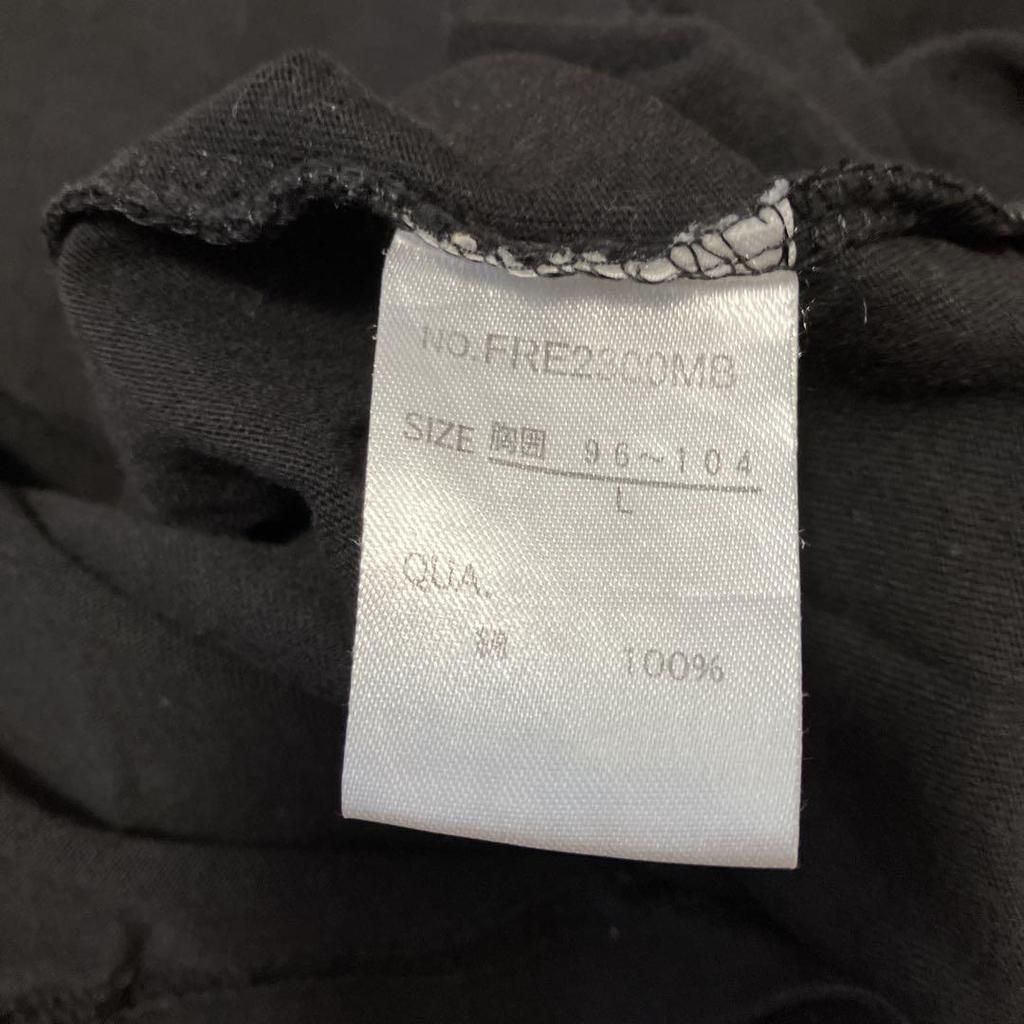 NO.FRE2300MB
SIZE 胸囲 96～104
L
QUA.
綿 100%